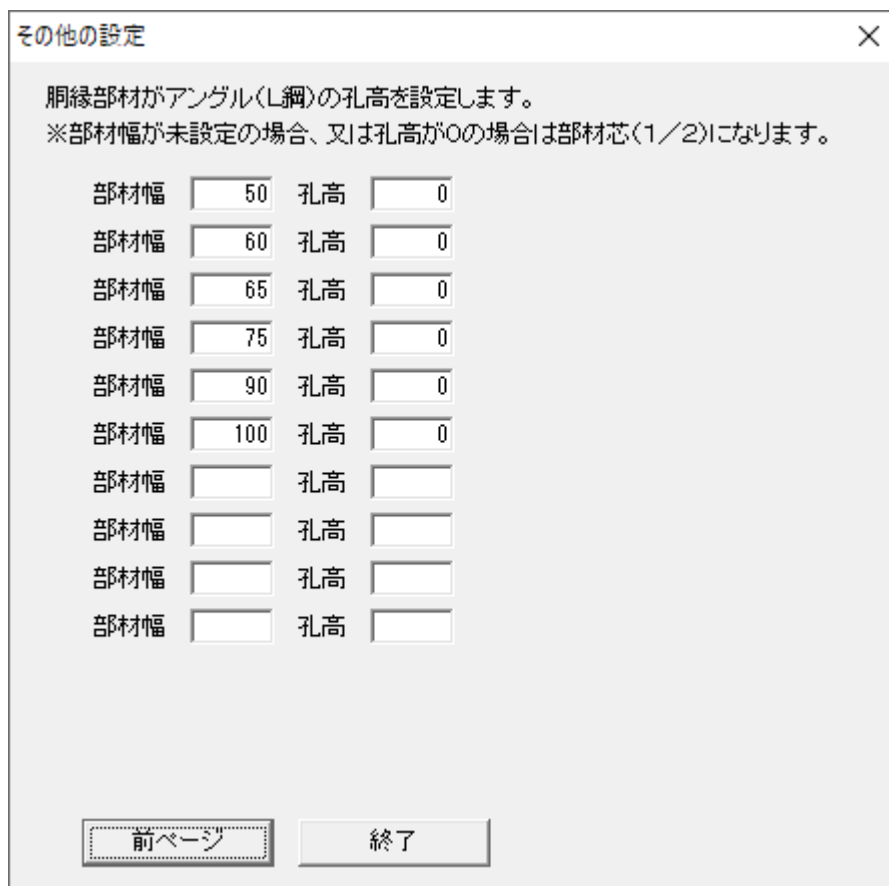 その他の設定
胴縁部材がアングル(L鋼)の孔高を設定します。
※部材幅が未設定の場合、又は孔高が0の場合は部材芯(1/2)になります。
部材幅 50 孔高 0
部材幅 60 孔高 0
部材幅 65 孔高 0
部材幅 75 孔高 0
部材幅 90 孔高 0
部材幅 100 孔高 0
部材幅 孔高
部材幅 孔高
部材幅 孔高
部材幅 孔高
前ページ 終了